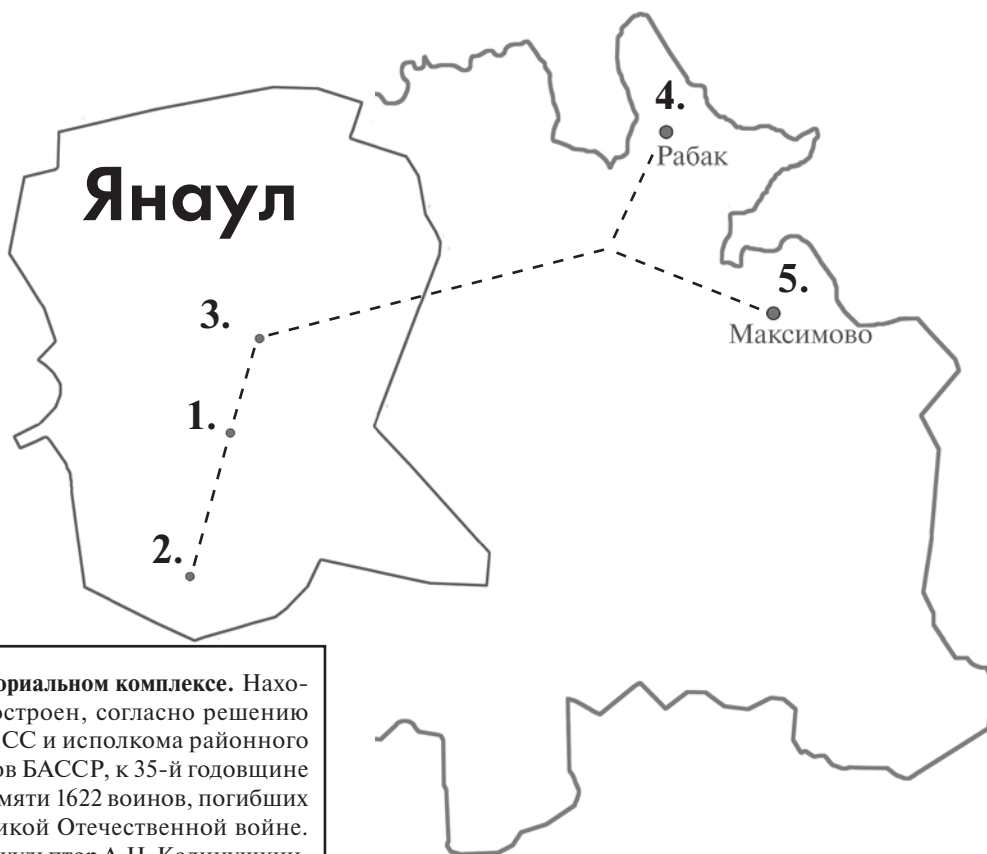 4.
Рабак
Янаул
5.
3.
Максимово
1.
2.
ориальном комплексе. Нахо-
остроен, согласно решению
СС и исполкома районного
ов БАССР, к 35-й годовщине
мяти 1622 воинов, погибших
икой Отечественной войне.